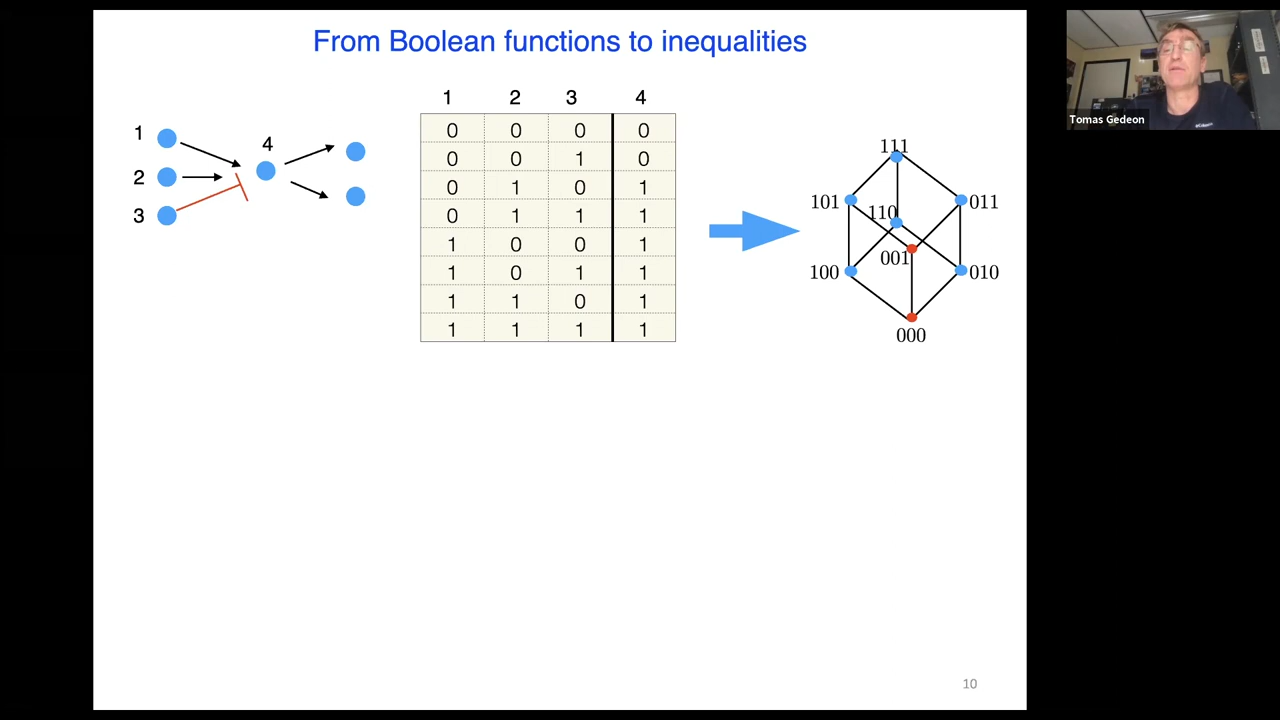 From Boolean functions to inequalities
Tomas Gedeon
1
2
3
4
1 2 3 4
0 0 0 0
0 0 1 0
0 1 0 1
0 1 1 1
1 0 0 1
1 0 1 1
1 1 0 1
1 1 1 1
111
101
110
011
001
100
010
000
10